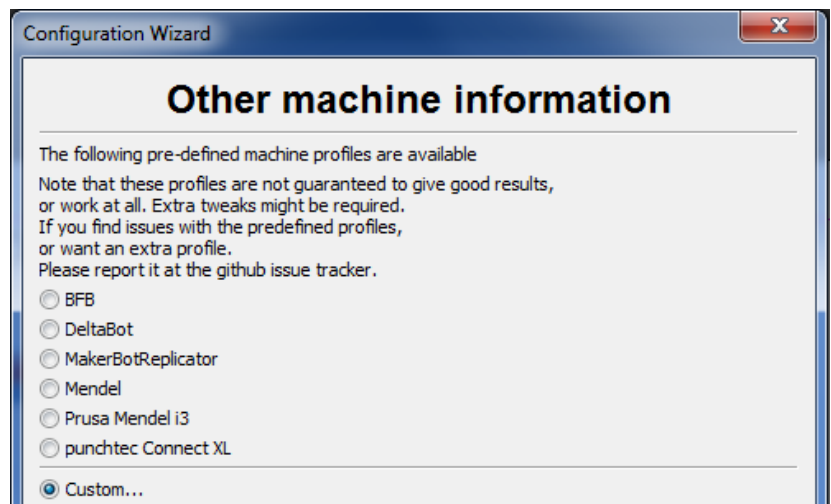 Configuration Wizard
Other machine information
The following pre-defined machine profiles are available
Note that these profiles are not guaranteed to give good results,
or work at all. Extra tweaks might be required.
If you find issues with the predefined profiles,
or want an extra profile.
Please report it at the github issue tracker.
BFB
DeltaBot
MakerBotReplicator
Mendel
Prusa Mendel i3
punchtec Connect XL
Custom...